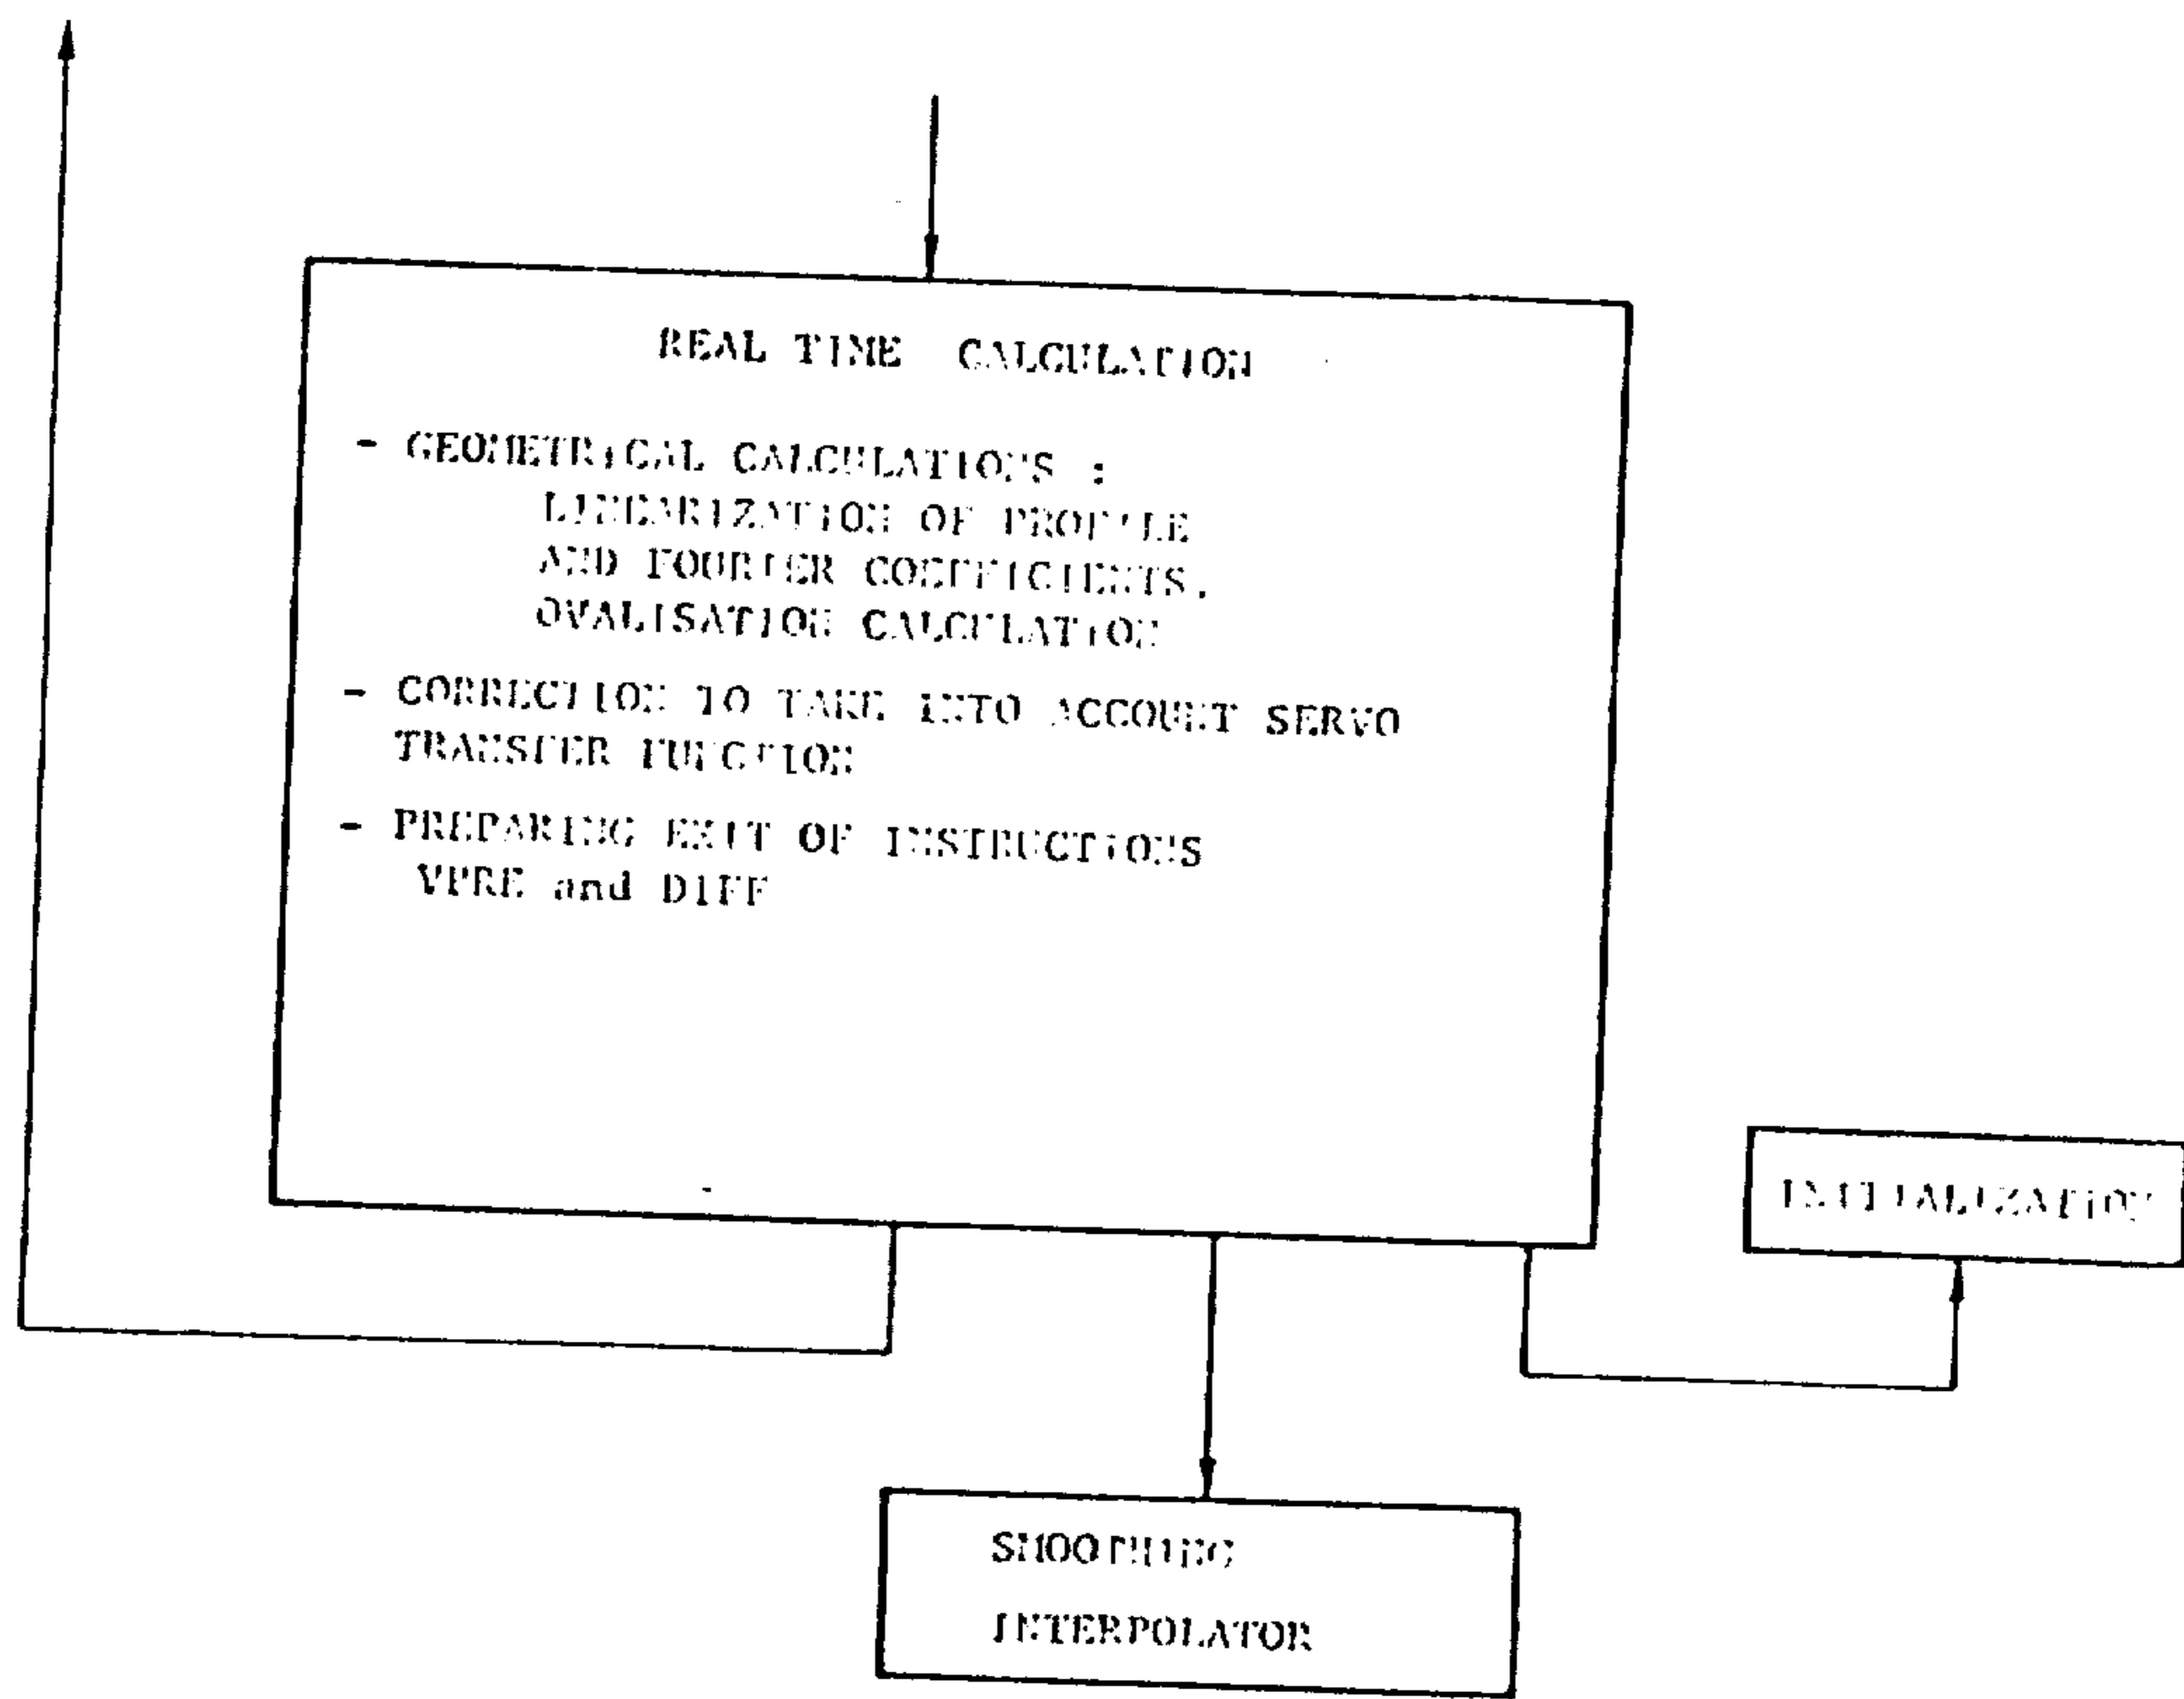 REAL TIME CALCULATION
- GEOMETRICAL CALCULATIONS :
LINEARIZATION OF PROFILE
AND FOURIER COEFFICIENTS.
OVALISATION CALCULATION
- CORRECTION TO TAKE INTO ACCOUNT SERVO
TRANSFER FUNCTION
- PREPARING EXIT OF INSTRUCTIONS
VPRE and DIFF
INITIALIZATION
SMOOTHING
INTERPOLATOR